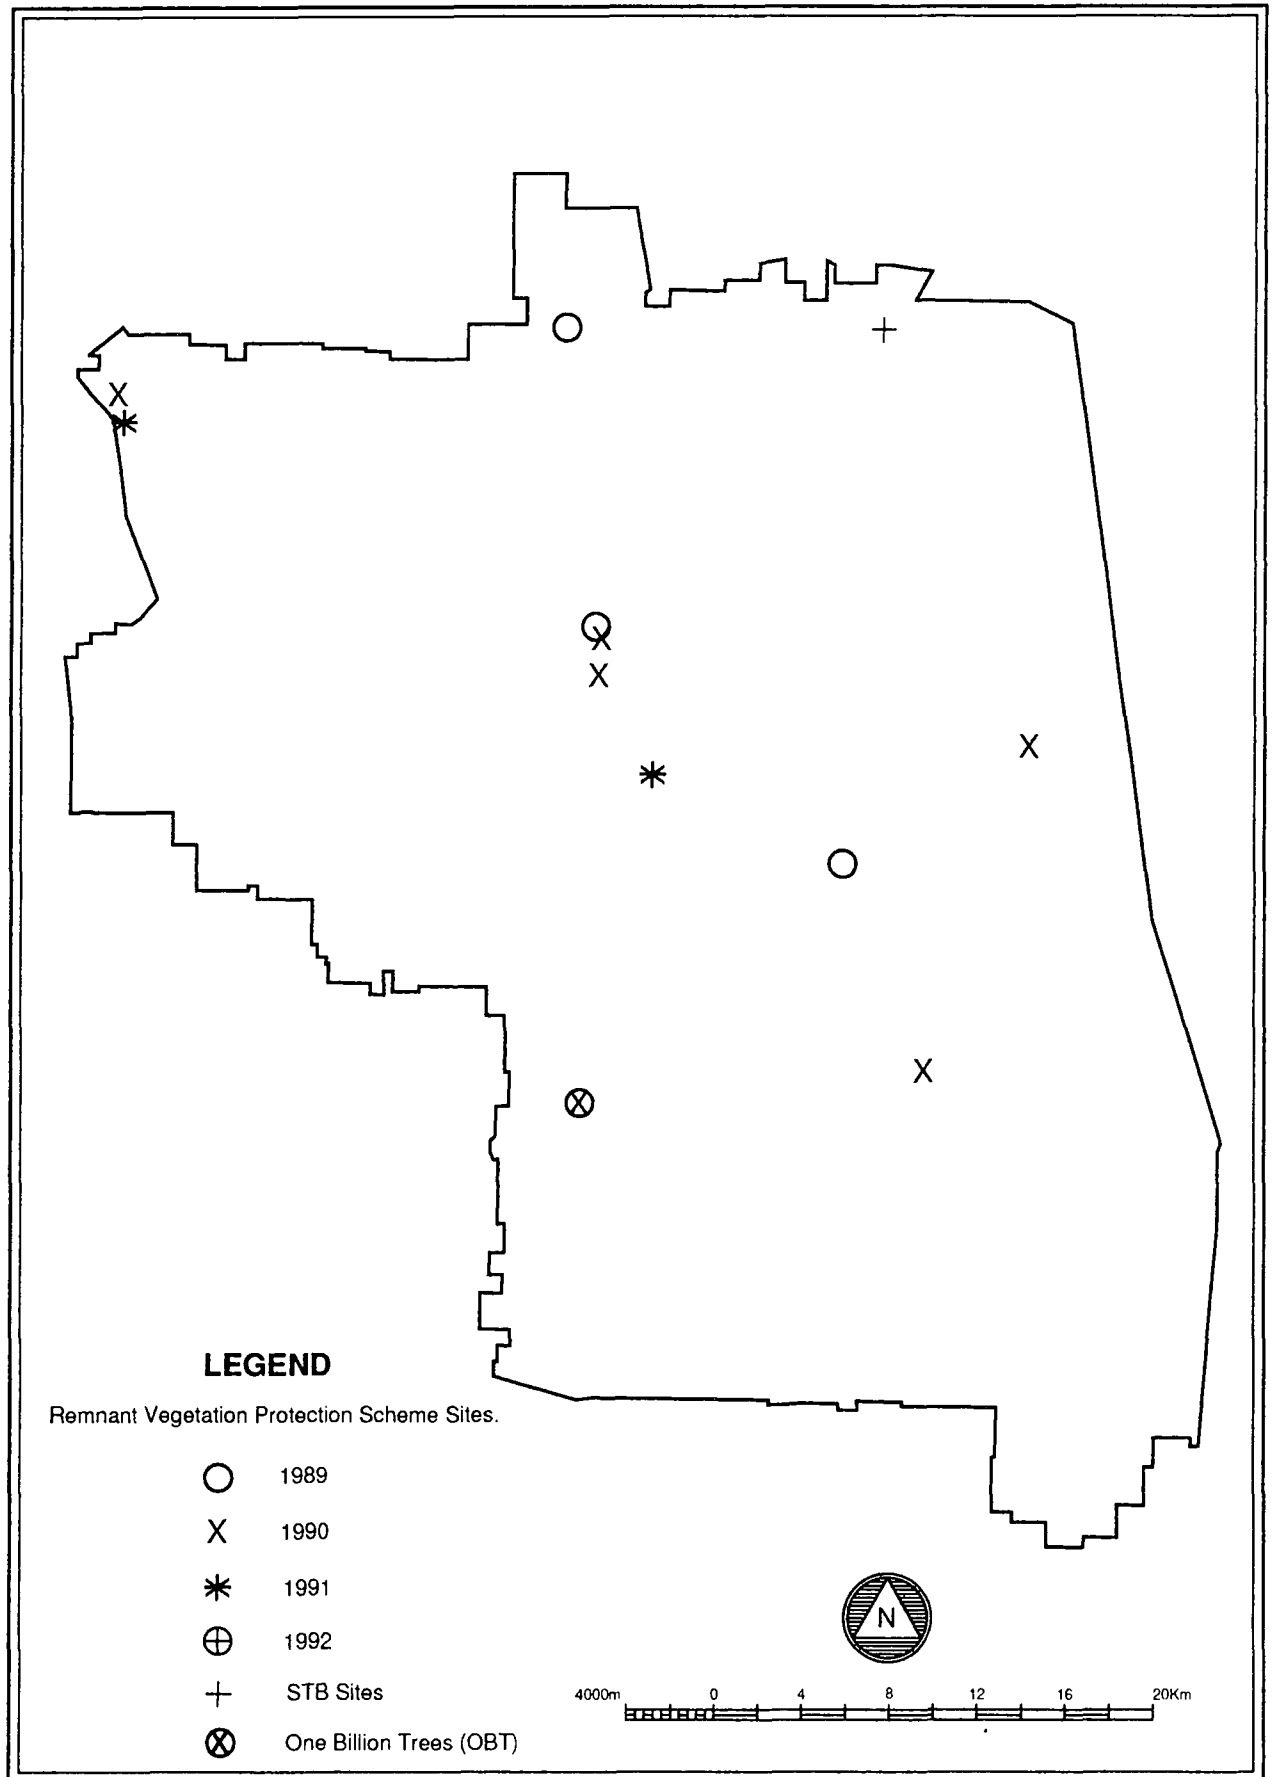 LEGEND
Remnant Vegetation Protection Scheme Sites.
1989
1990
1991
1992
STB Sites
One Billion Trees (OBT)
N
4000m 0 4 8 12 16 20Km